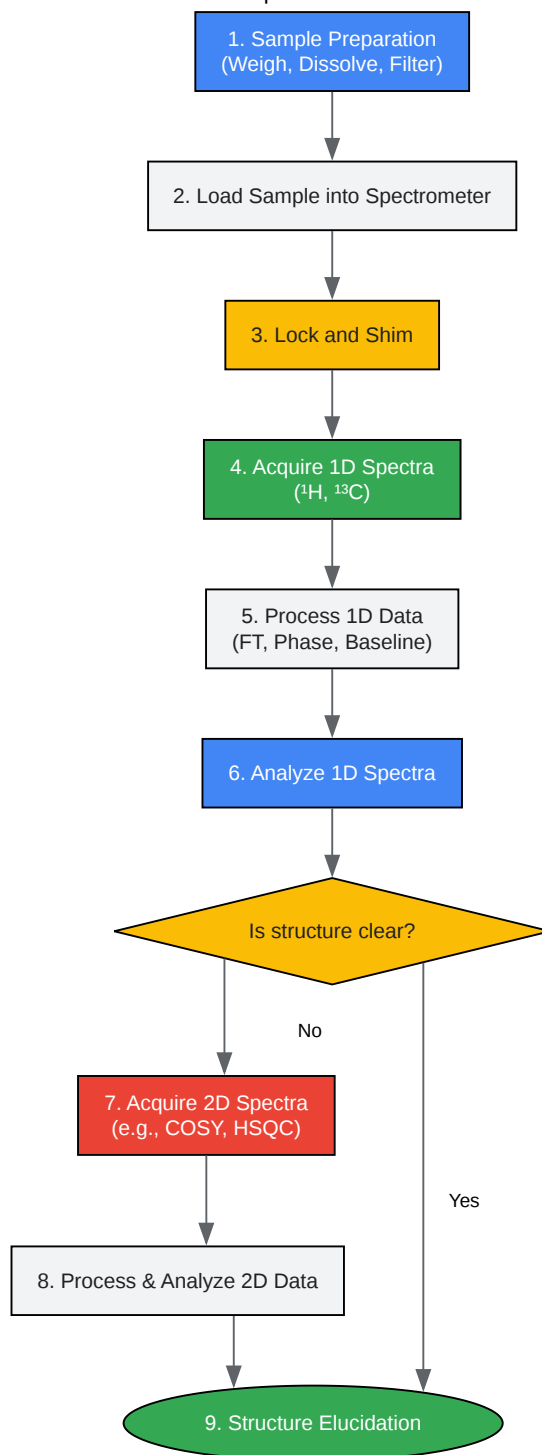 1. Sample Preparation
(Weigh, Dissolve, Filter)
2. Load Sample into Spectrometer
3. Lock and Shim
4. Acquire 1D Spectra
(¹H, ¹³C)
5. Process 1D Data
(FT, Phase, Baseline)
6. Analyze 1D Spectra
Is structure clear?
No
7. Acquire 2D Spectra
(e.g., COSY, HSQC)
Yes
8. Process & Analyze 2D Data
9. Structure Elucidation